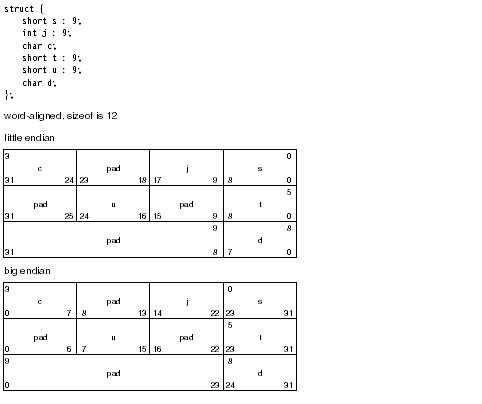 struct {
short s : 9;
int j : 9;
char c;
short t : 9;
short u : 9;
char d;
};
word-aligned, sizeof is 12
little endian
3 0
c pad j s
31 24 23 18 17 9 8 0
5
pad u pad t
31 25 24 16 15 9 8 0
9 8
pad d
31 8 7 0
big endian
3 0
c pad j s
0 7 8 13 14 22 23 31
5
pad u pad t
0 6 7 15 16 22 23 31
9 8
pad d
0 23 24 31